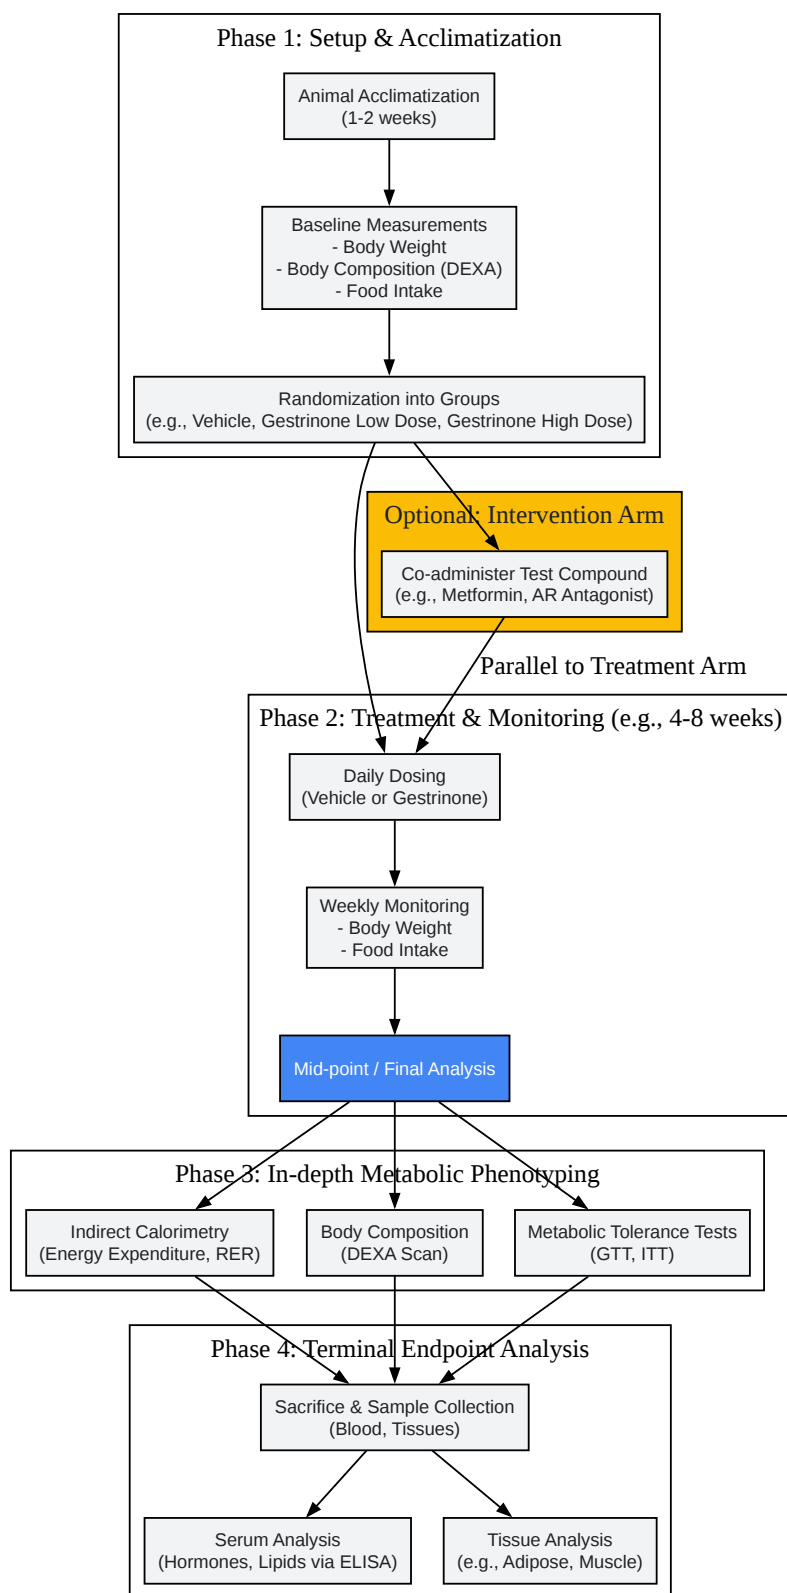 Phase 1: Setup & Acclimatization
Animal Acclimatization
(1-2 weeks)
Baseline Measurements
- Body Weight
- Body Composition (DEXA)
- Food Intake
Randomization into Groups
(e.g., Vehicle, Gestrinone Low Dose, Gestrinone High Dose)
Optional: Intervention Arm
Co-administer Test Compound
(e.g., Metformin, AR Antagonist)
Parallel to Treatment Arm
Phase 2: Treatment & Monitoring (e.g., 4-8 weeks)
Daily Dosing
(Vehicle or Gestrinone)
Weekly Monitoring
- Body Weight
- Food Intake
Mid-point / Final Analysis
Phase 3: In-depth Metabolic Phenotyping
Indirect Calorimetry
(Energy Expenditure, RER)
Body Composition
(DEXA Scan)
Metabolic Tolerance Tests
(GTT, ITT)
Phase 4: Terminal Endpoint Analysis
Sacrifice & Sample Collection
(Blood, Tissues)
Serum Analysis
(Hormones, Lipids via ELISA)
Tissue Analysis
(e.g., Adipose, Muscle)